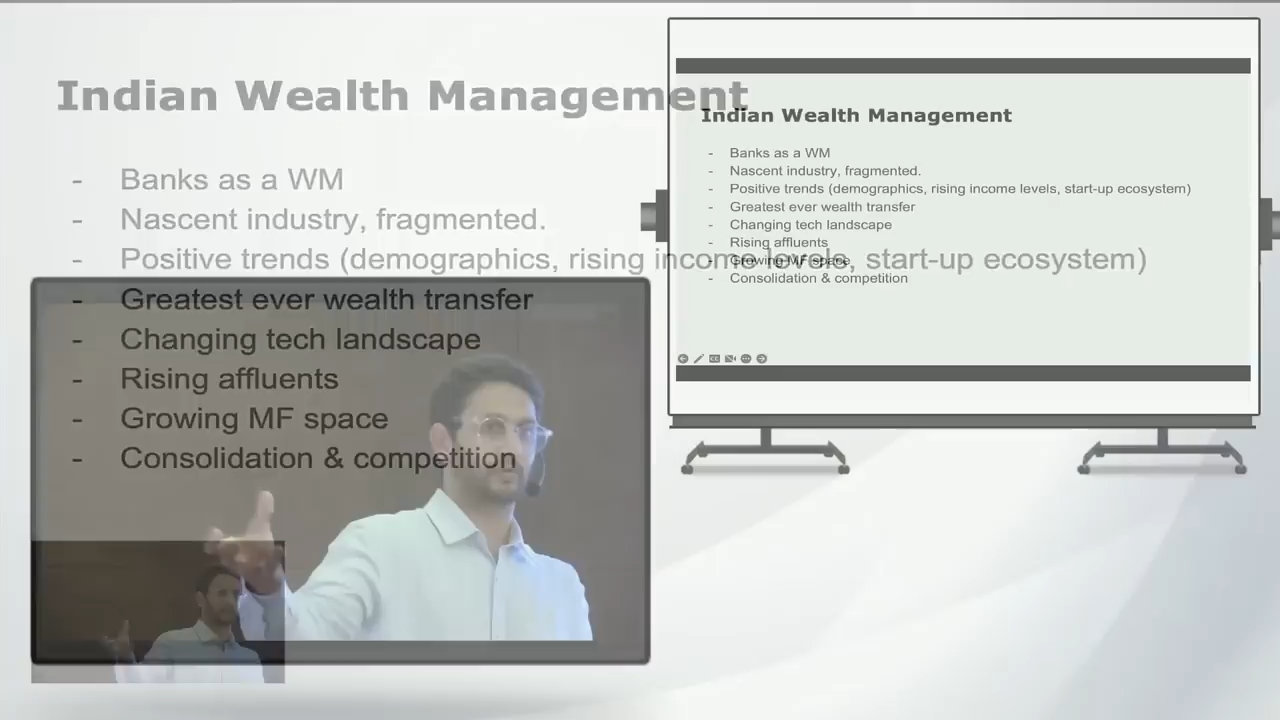 Indian Wealth Management
- Banks as a WM
- Nascent industry, fragmented.
- Positive trends (demographics, rising income levels, start-up ecosystem)
- Greatest ever wealth transfer
- Changing tech landscape
- Rising affluents
- Growing MF space
- Consolidation & competition
Indian Wealth Management
- Banks as a WM
- Nascent industry, fragmented.
- Positive trends (demographics, rising income levels, start-up ecosystem)
- Greatest ever wealth transfer
- Changing tech landscape
- Rising affluents
- Growing MF space
- Consolidation & competition